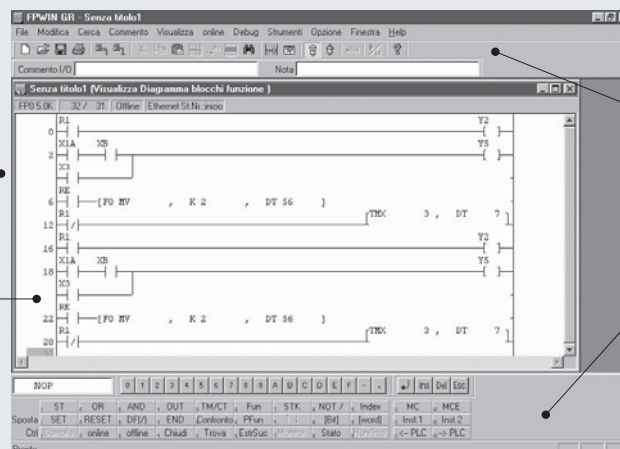 FPWIN GR - Senza titolo1
File Modifica Cerca Commento Visualizza online Debug Strumenti Opzione Finestra Help
Commento I/O Nota
Senza titolo1 (Visualizza Diagramma blocchi funzione )
FP0 5.0K 32 / 31 Offline Ethernet St Nr.:inizio
R1 Y2
0
X1A XB Y5
2
X3
RE
6 [F0 MV , K 2 , DT 56 ]
R1 TMX 3 , DT 7
12
R1 Y2
16
X1A XB Y5
18
X3
RE
22 [F0 MV , K 2 , DT 56 ]
R1 TMX 3 , DT 7
28
NOP 0 1 2 3 4 5 6 7 8 9 A B C D E F - . Ins Del Esc
ST OR AND OUT TM/CT Fun STK NOT / Index MC MCE
Sposta SET RESET DF(/) END Confronto PFun [Bit] [word] Inst.1 Inst.2
Ctrl online offline Chiudi Trova EstrSuc Monitor Stato <-- PLC --> PLC